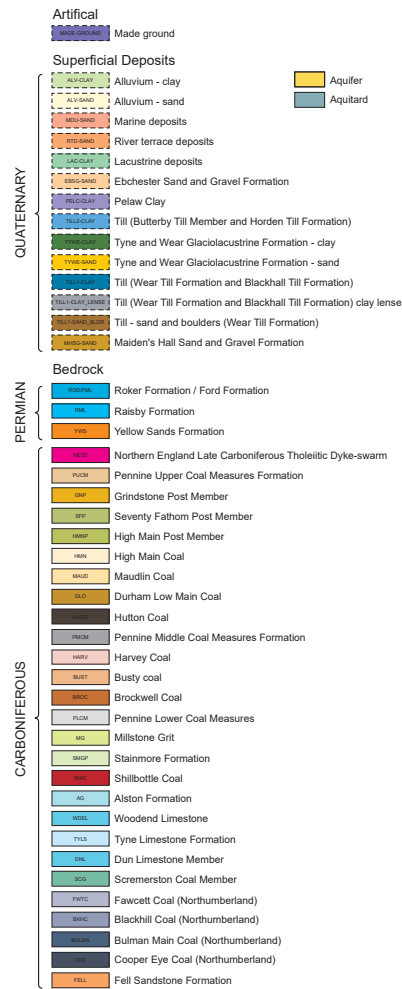 Artifical
MADE-GROUND Made ground
Superficial Deposits
QUATERNARY
ALV-CLAY Alluvium - clay
ALV-SAND Alluvium - sand
MDU-SAND Marine deposits
RTD-SAND River terrace deposits
LAC-CLAY Lacustrine deposits
EBSG-SAND Ebchester Sand and Gravel Formation
PELC-CLAY Pelaw Clay
TILL2-CLAY Till (Butterby Till Member and Horden Till Formation)
TYWE-CLAY Tyne and Wear Glaciolacustrine Formation - clay
TYWE-SAND Tyne and Wear Glaciolacustrine Formation - sand
TILL1-CLAY Till (Wear Till Formation and Blackhall Till Formation)
TILL1-CLAY_LENSE Till (Wear Till Formation and Blackhall Till Formation) clay lense
TILL1-SAND_BLDR Till - sand and boulders (Wear Till Formation)
MHSG-SAND Maiden's Hall Sand and Gravel Formation
Aquifer
Aquitard
Bedrock
PERMIAN
ROD/FML Roker Formation / Ford Formation
RML Raisby Formation
YWS Yellow Sands Formation
CARBONIFEROUS
Northern England Late Carboniferous Tholeiitic Dyke-swarm
PUCM Pennine Upper Coal Measures Formation
GNP Grindstone Post Member
SFP Seventy Fathom Post Member
HMNP High Main Post Member
HMN High Main Coal
MAUD Maudlin Coal
DLO Durham Low Main Coal
Hutton Coal
PMCM Pennine Middle Coal Measures Formation
HARV Harvey Coal
BUST Busty coal
BROC Brockwell Coal
PLCM Pennine Lower Coal Measures
MG Millstone Grit
SMGP Stainmore Formation
Shillbottle Coal
AG Alston Formation
WDEL Woodend Limestone
TYLS Tyne Limestone Formation
DNL Dun Limestone Member
SCG Scremerston Coal Member
FWTC Fawcett Coal (Northumberland)
BKHC Blackhill Coal (Northumberland)
BULMA Bulman Main Coal (Northumberland)
CEC Cooper Eye Coal (Northumberland)
FELL Fell Sandstone Formation